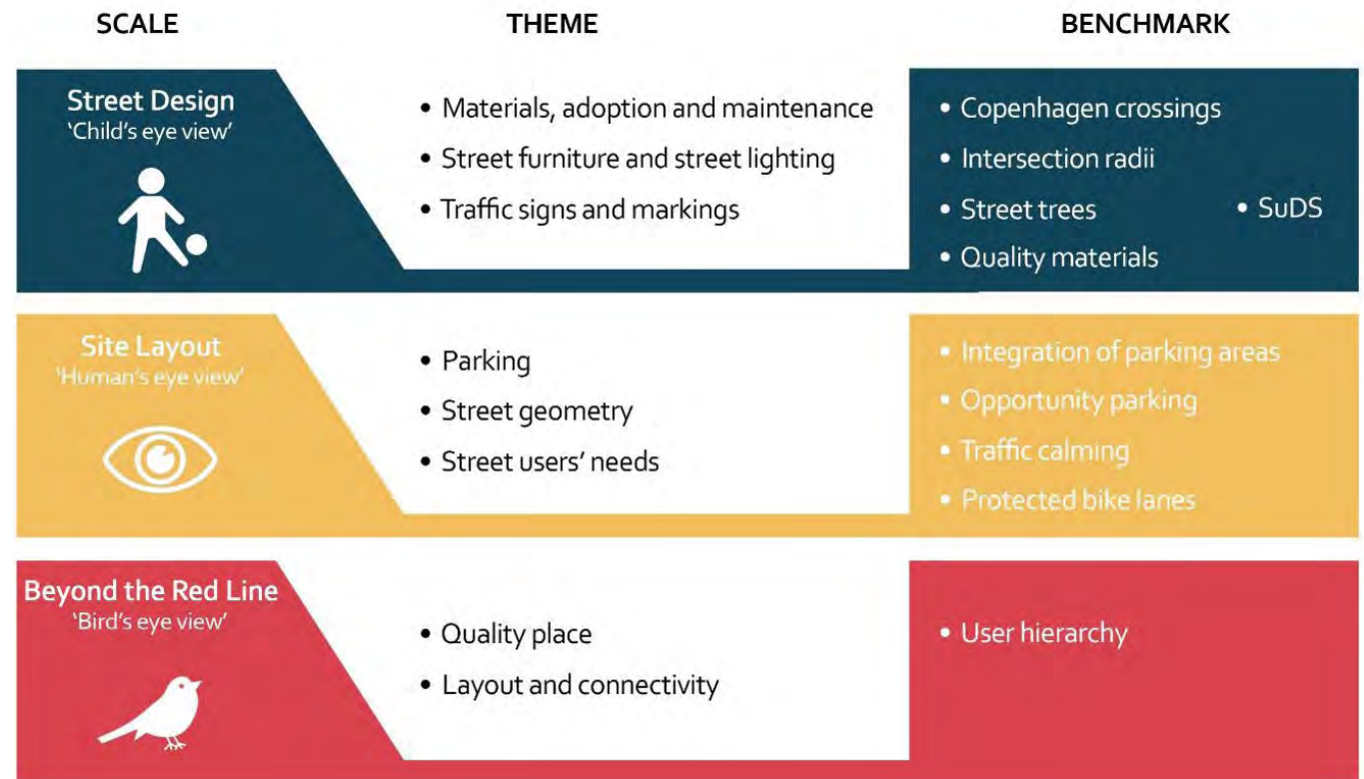 SCALE THEME BENCHMARK
Street Design
'Child's eye view'
• Materials, adoption and maintenance
• Street furniture and street lighting
• Traffic signs and markings
• Copenhagen crossings
• Intersection radii
• Street trees • SuDS
• Quality materials
Site Layout
'Human's eye view'
• Parking
• Street geometry
• Street users' needs
• Integration of parking areas
• Opportunity parking
• Traffic calming
• Protected bike lanes
Beyond the Red Line
'Bird's eye view'
• Quality place
• Layout and connectivity
• User hierarchy